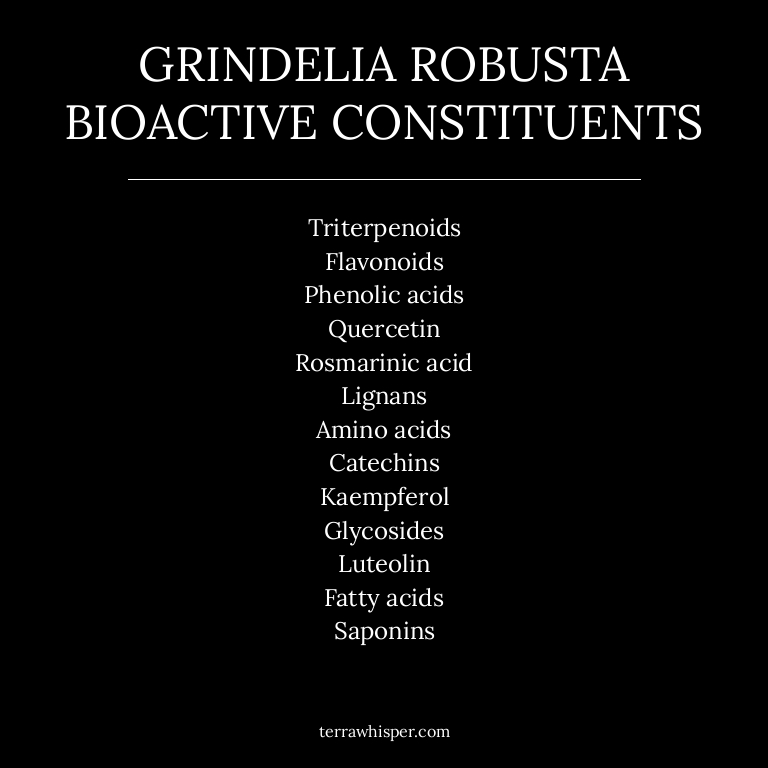 GRINDELIA ROBUSTA
BIOACTIVE CONSTITUENTS
Triterpenoids
Flavonoids
Phenolic acids
Quercetin
Rosmarinic acid
Lignans
Amino acids
Catechins
Kaempferol
Glycosides
Luteolin
Fatty acids
Saponins
terrawhisper.com